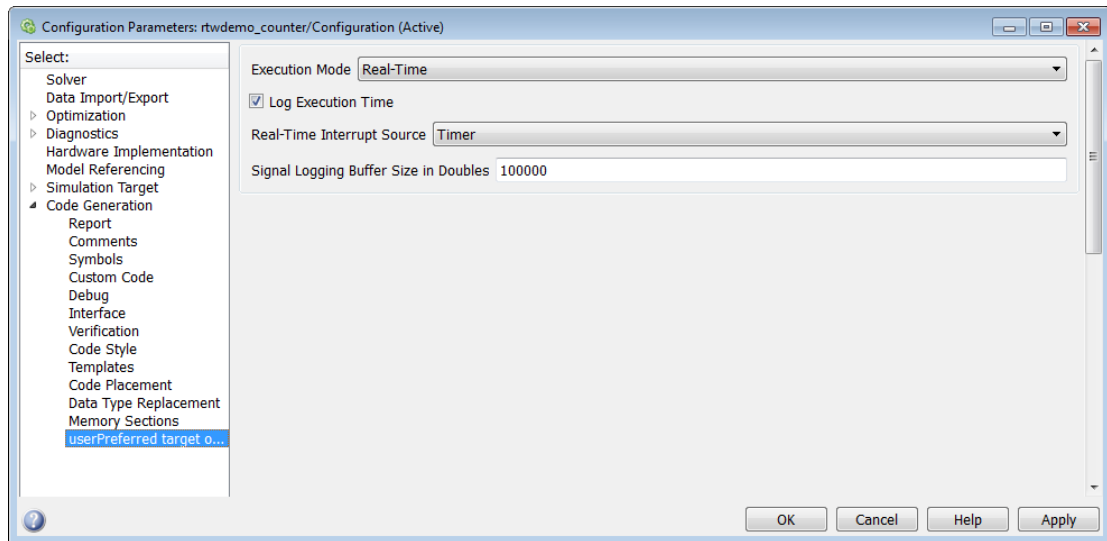 Configuration Parameters: rtwdemo_counter/Configuration (Active)
Select:
Solver
Data Import/Export
Optimization
Diagnostics
Hardware Implementation
Model Referencing
Simulation Target
Code Generation
Report
Comments
Symbols
Custom Code
Debug
Interface
Verification
Code Style
Templates
Code Placement
Data Type Replacement
Memory Sections
userPreferred target o...
Execution Mode Real-Time
Log Execution Time
Real-Time Interrupt Source Timer
Signal Logging Buffer Size in Doubles 100000
OK Cancel Help Apply